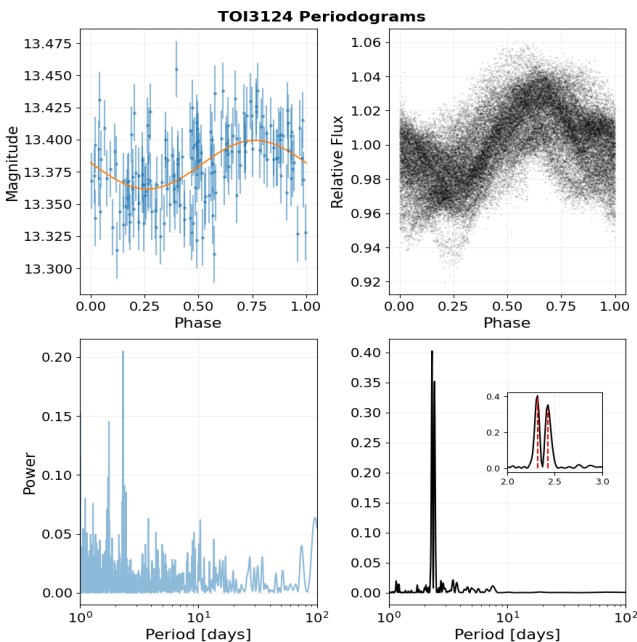 TOI3124 Periodograms
13.475
13.450
13.425
13.400
13.375
13.350
13.325
13.300
Magnitude
0.00 0.25 0.50 0.75 1.00
Phase
1.06
1.04
1.02
1.00
0.98
0.96
0.94
0.92
Relative Flux
0.00 0.25 0.50 0.75 1.00
Phase
0.20
0.15
0.10
0.05
0.00
Power
10⁰ 10¹ 10²
Period [days]
0.40
0.35
0.30
0.25
0.20
0.15
0.10
0.05
0.00
0.4
0.2
0.0
2.0 2.5 3.0
10⁰ 10¹ 10²
Period [days]